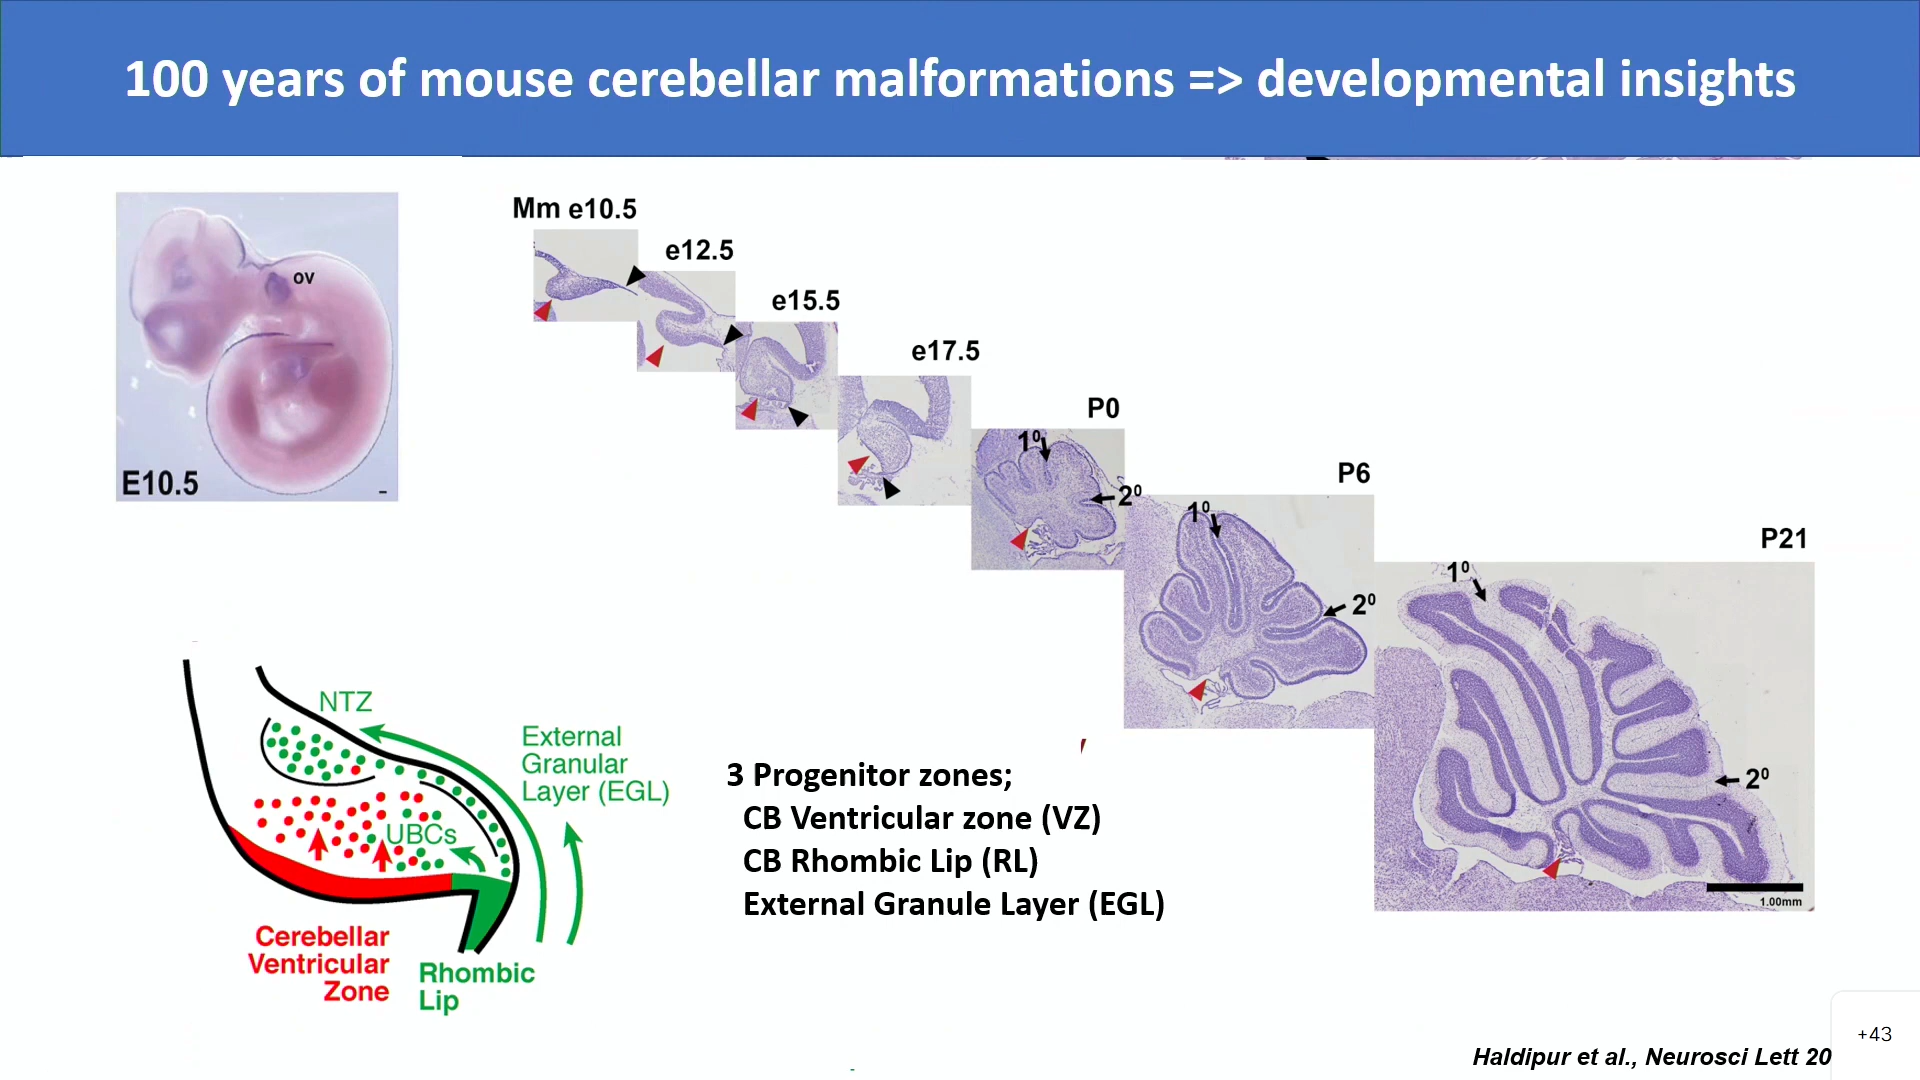 100 years of mouse cerebellar malformations => developmental insights
ov
E10.5
Mm e10.5
e12.5
e15.5
e17.5
P0
1⁰
2⁰
P6
1⁰
2⁰
P21
1⁰
2⁰
1.00mm
NTZ
External
Granular
Layer (EGL)
UBCs
Cerebellar
Ventricular
Zone
Rhombic
Lip
3 Progenitor zones;
CB Ventricular zone (VZ)
CB Rhombic Lip (RL)
External Granule Layer (EGL)
+43
Haldipur et al., Neurosci Lett 20